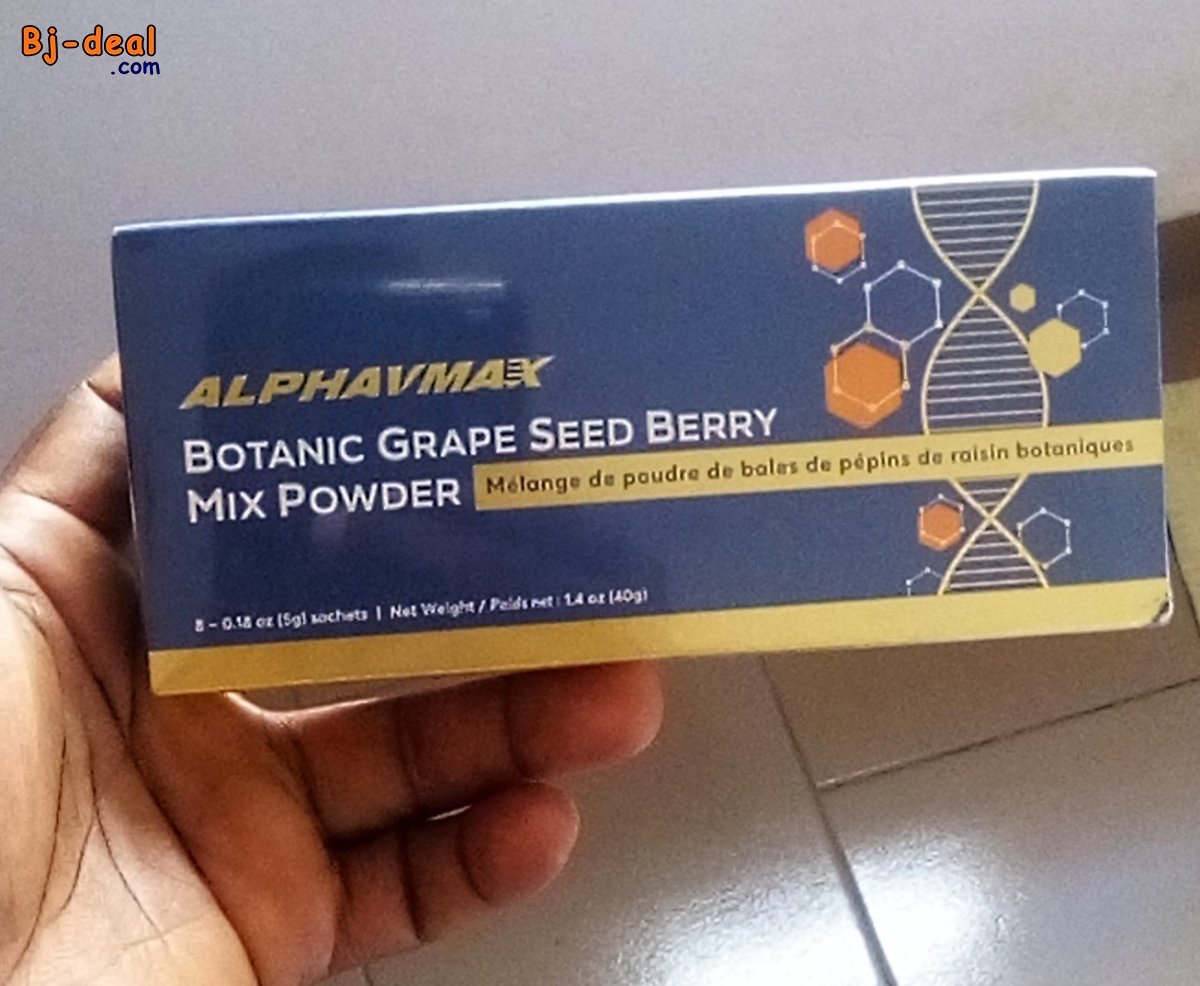 Bj-deal
.com
ALPHAVMAX
BOTANIC GRAPE SEED BERRY
MIX POWDER
Mélange de poudre de baies de pépins de raisin botaniques
8 – 0.18 oz (5g) sachets | Net Weight / Poids net : 1.4 oz (40g)